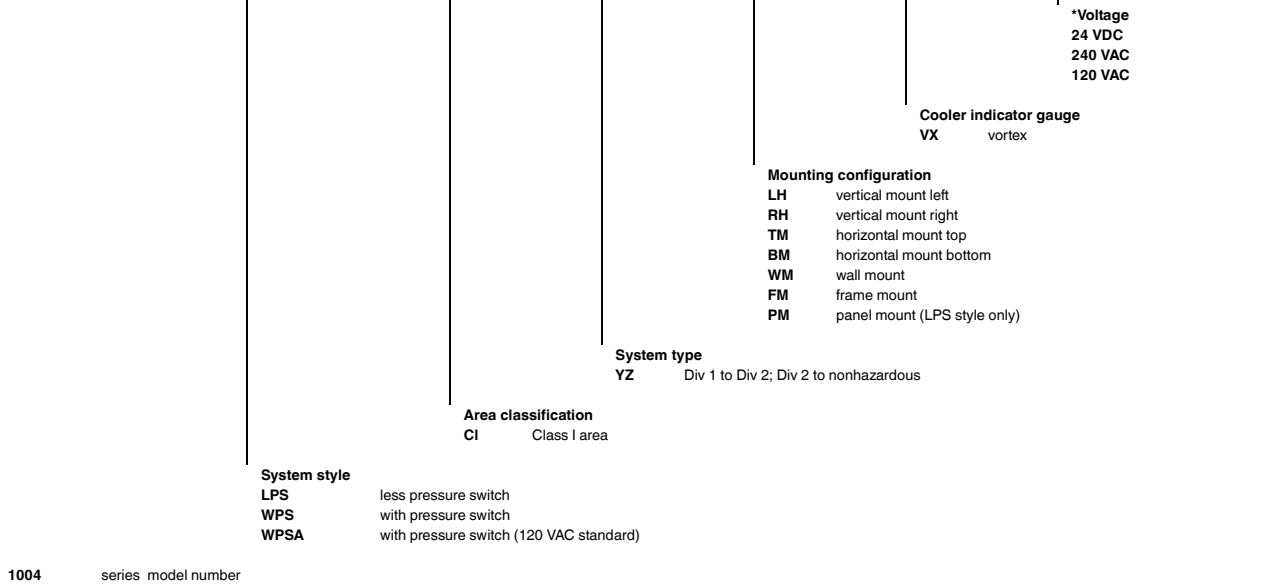 *Voltage
24 VDC
240 VAC
120 VAC
Cooler indicator gauge
VX vortex
Mounting configuration
LH vertical mount left
RH vertical mount right
TM horizontal mount top
BM horizontal mount bottom
WM wall mount
FM frame mount
PM panel mount (LPS style only)
System type
YZ Div 1 to Div 2; Div 2 to nonhazardous
Area classification
CI Class I area
System style
LPS less pressure switch
WPS with pressure switch
WPSA with pressure switch (120 VAC standard)
1004 series model number